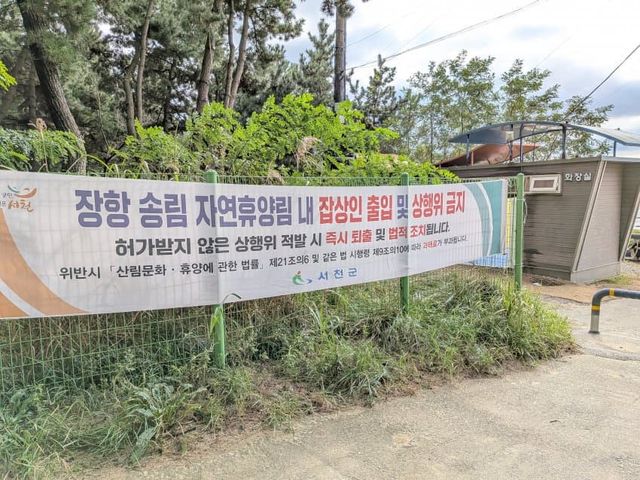 서천
장항 송림 자연휴양림 내 잡상인 출입 및 상행위 금지
허가받지 않은 상행위 적발 시 즉시 퇴출 및 법적 조치됩니다.
위반시 「산림문화 · 휴양에 관한 법률」 제21조의6 및 같은 법 시행령 제9조의10에 따라 과태료가 부과됩니다.
서천군
화장실